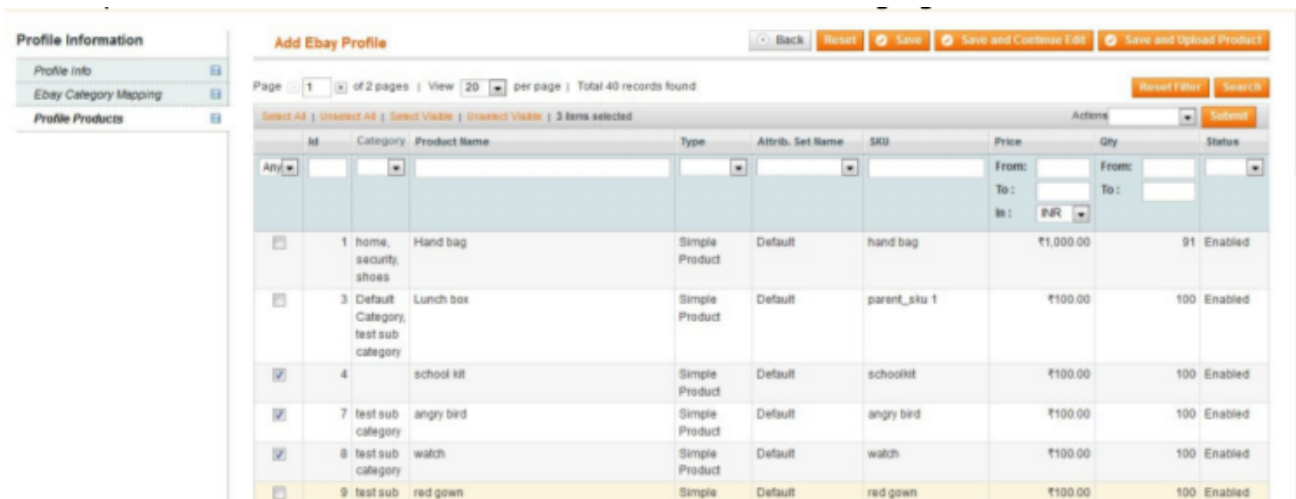 Profile Information
Profile Info
Ebay Category Mapping
Profile Products
Add Ebay Profile
Back Reset Save Save and Continue Edit Save and Upload Product
Page 1 of 2 pages | View 20 per page | Total 40 records found
Reset Filter Search
Select All | Unselect All | Select Visible | Unselect Visible | 3 items selected
Actions Submit
Id Category Product Name Type Attrib. Set Name SKU Price Qty Status
Any From: From:
To : To :
In : INR
1 home, Hand bag Simple Default hand bag ₹1,000.00 91 Enabled
security, Product
shoes
3 Default Lunch box Simple Default parent_sku 1 ₹100.00 100 Enabled
Category, Product
test sub
category
4 school kit Simple Default schoolkit ₹100.00 100 Enabled
Product
7 test sub angry bird Simple Default angry bird ₹100.00 100 Enabled
category Product
8 test sub watch Simple Default watch ₹100.00 100 Enabled
category Product
9 test sub red gown Simple Default red gown ₹100.00 100 Enabled